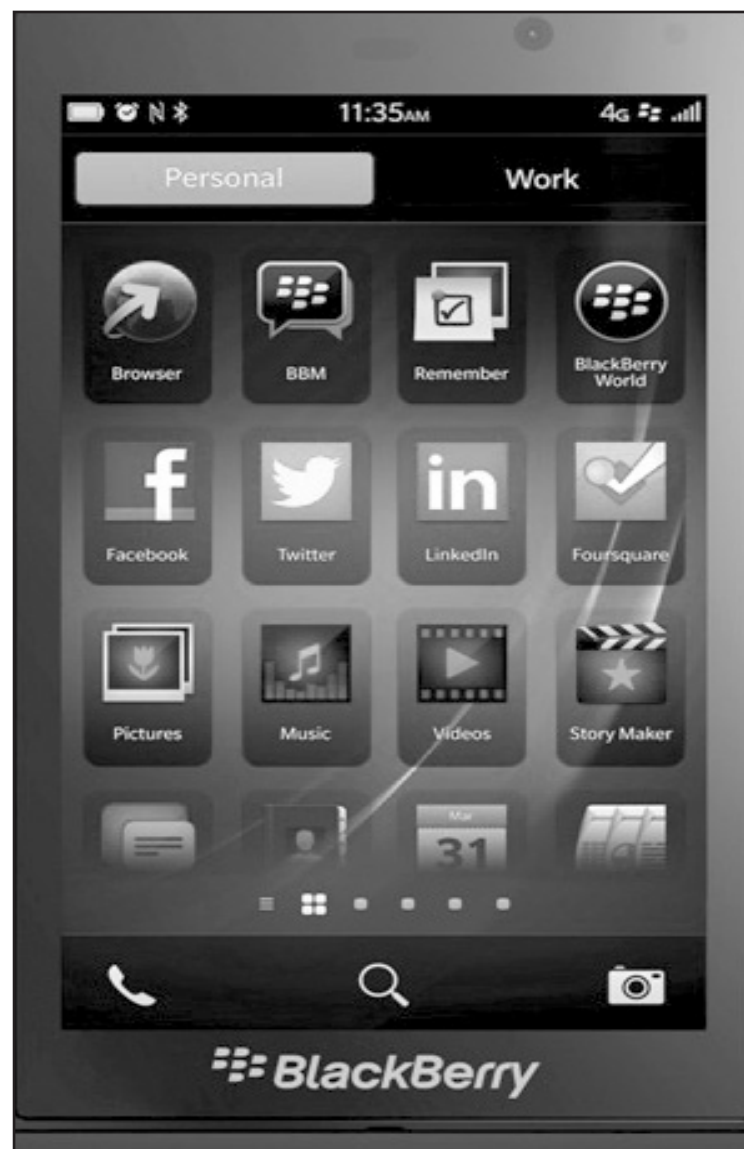 11:35AM 4G
Personal Work
Browser BBM Remember BlackBerry World
Facebook Twitter LinkedIn Foursquare
Pictures Music Videos Story Maker
Mar
31
BlackBerry